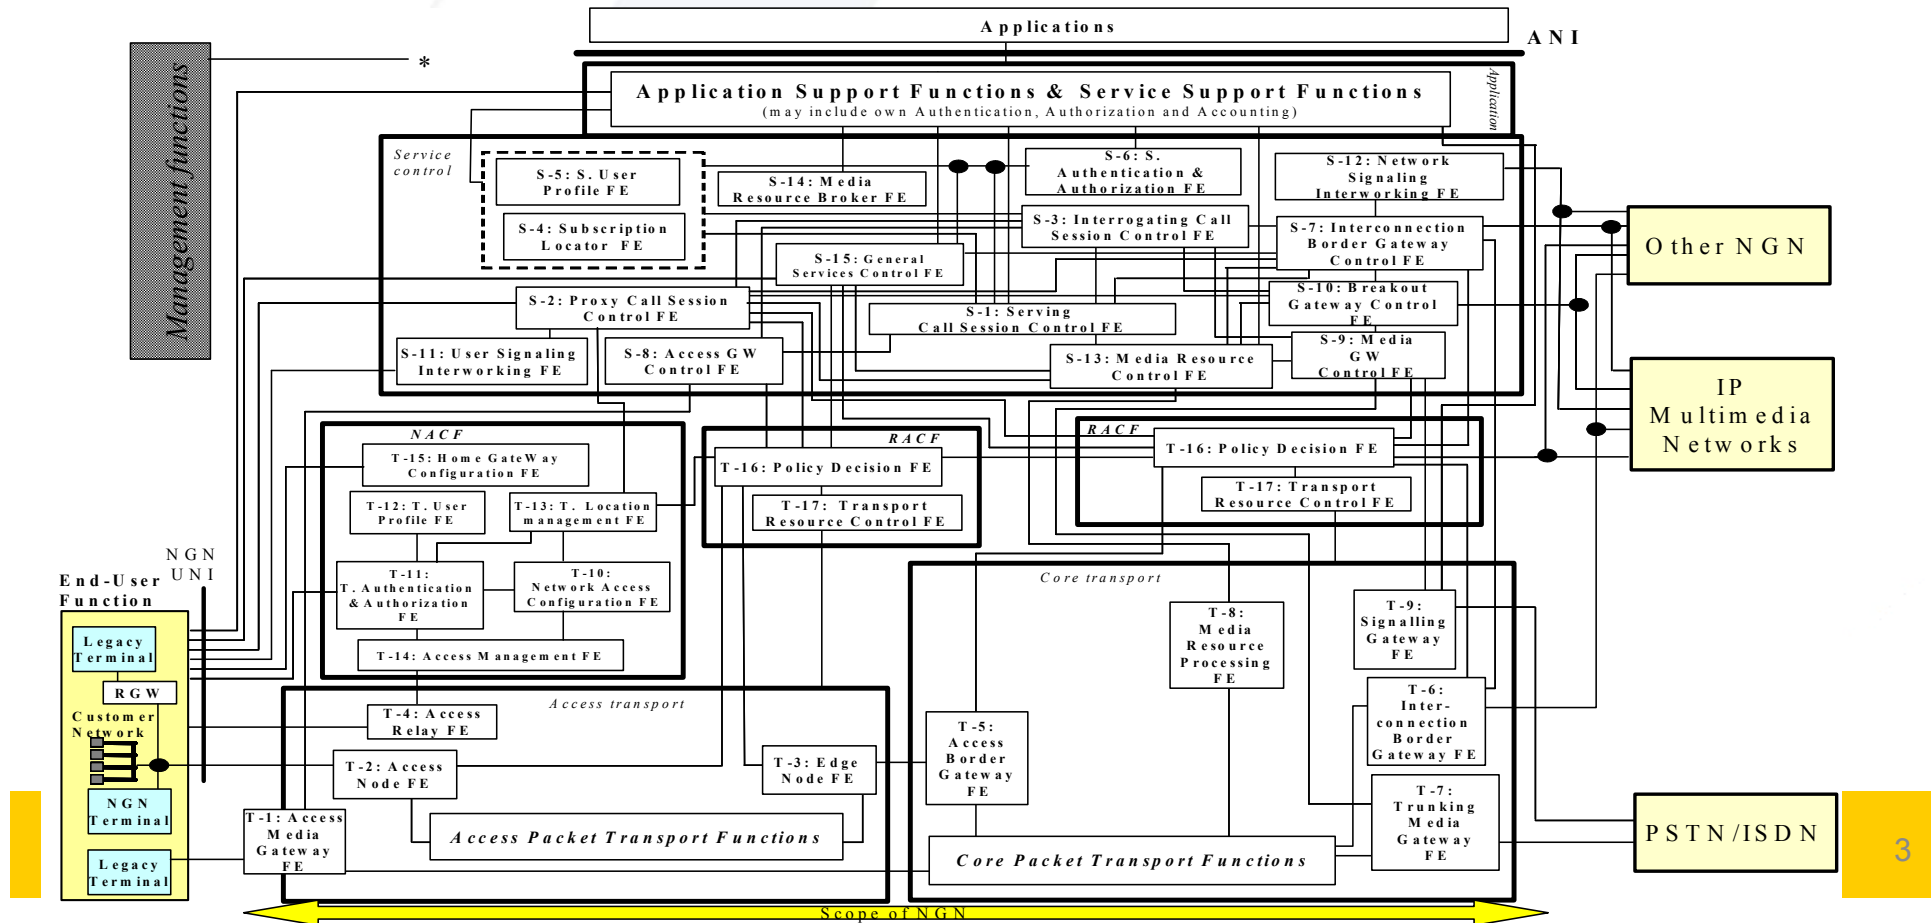 Applications
ANI
*
Management functions
Application Support Functions & Service Support Functions
(may include own Authentication, Authorization and Accounting)
Application
Service
control
S-5: S. User
Profile FE
S-4: Subscription
Locator FE
S-14: Media
Resource Broker FE
S-6: S.
Authentication &
Authorization FE
S-12: Network
Signaling
Interworking FE
S-3: Interrogating Call
Session Control FE
S-7: Interconnection
Border Gateway
Control FE
S-15: General
Services Control FE
S-2: Proxy Call Session
Control FE
S-1: Serving
Call Session Control FE
S-10: Breakout
Gateway Control
FE
S-11: User Signaling
Interworking FE
S-8: Access GW
Control FE
S-13: Media Resource
Control FE
S-9: Media
GW
Control FE
Other NGN
IP
Multimedia
Networks
NACF
T-15: Home GateWay
Configuration FE
T-12: T. User
Profile FE
T-13: T. Location
management FE
T-11:
T. Authentication
& Authorization
FE
T-10:
Network Access
Configuration FE
T-14: Access Management FE
RACF
T-16: Policy Decision FE
T-17: Transport
Resource Control FE
RACF
T-16: Policy Decision FE
T-17: Transport
Resource Control FE
NGN
UNI
End-User
Function
Legacy
Terminal
RGW
Customer
Network
NGN
Terminal
Legacy
Terminal
Access transport
T-4: Access
Relay FE
T-2: Access
Node FE
T-3: Edge
Node FE
T-1: Access
Media
Gateway
FE
Access Packet Transport Functions
Core transport
T-5:
Access
Border
Gateway
FE
T-8:
Media
Resource
Processing
FE
T-9:
Signalling
Gateway
FE
T-6:
Inter-
connection
Border
Gateway FE
T-7:
Trunking
Media
Gateway
FE
Core Packet Transport Functions
PSTN/ISDN
3
Scope of NGN